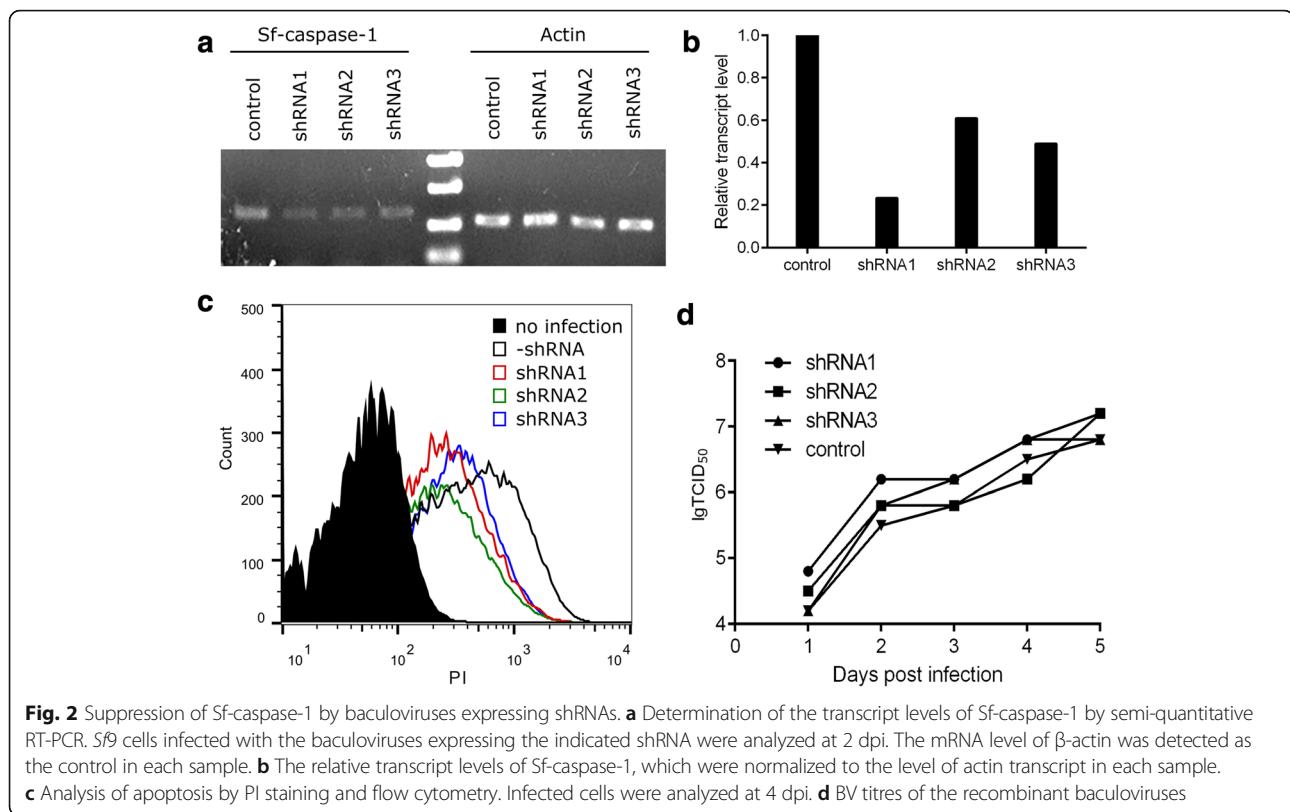 a
Sf-caspase-1 Actin
control shRNA1 shRNA2 shRNA3 control shRNA1 shRNA2 shRNA3
b
Relative transcript level
1.0
0.8
0.6
0.4
0.2
0.0
control shRNA1 shRNA2 shRNA3
c
Count
500
400
300
200
100
0
10¹ 10² 10³ 10⁴
PI
no infection
-shRNA
shRNA1
shRNA2
shRNA3
d
lgTCID₅₀
8
7
6
5
4
0 1 2 3 4 5
Days post infection
shRNA1
shRNA2
shRNA3
control
Fig. 2 Suppression of Sf-caspase-1 by baculoviruses expressing shRNAs. a Determination of the transcript levels of Sf-caspase-1 by semi-quantitative
RT-PCR. Sf9 cells infected with the baculoviruses expressing the indicated shRNA were analyzed at 2 dpi. The mRNA level of β-actin was detected as
the control in each sample. b The relative transcript levels of Sf-caspase-1, which were normalized to the level of actin transcript in each sample.
c Analysis of apoptosis by PI staining and flow cytometry. Infected cells were analyzed at 4 dpi. d BV titres of the recombinant baculoviruses